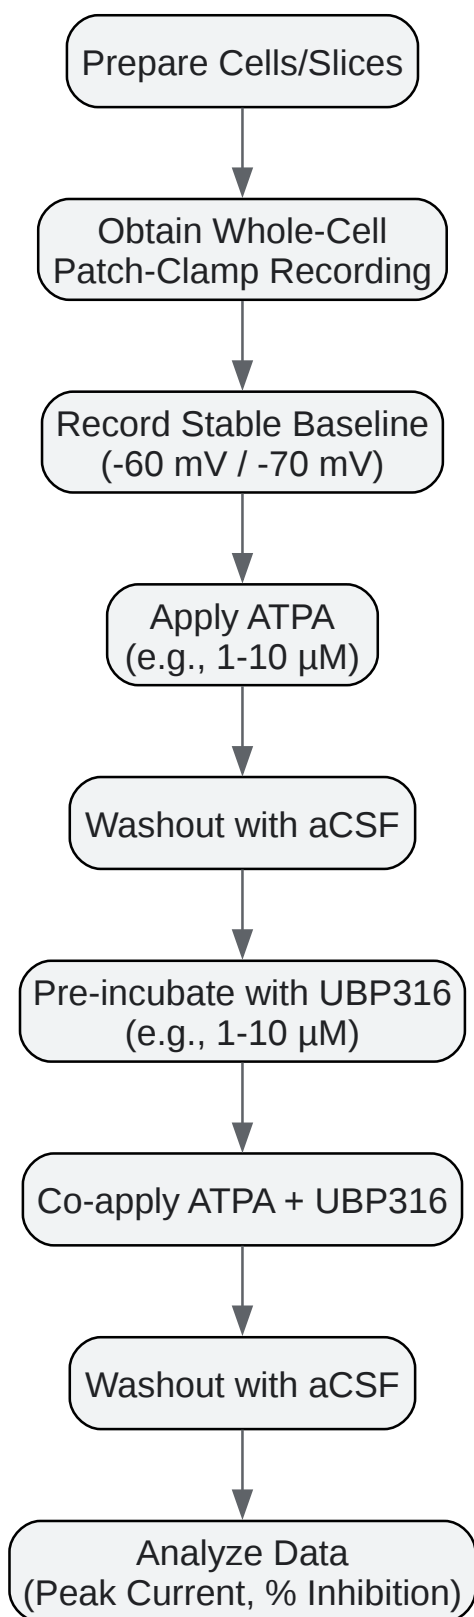 Prepare Cells/Slices
Obtain Whole-Cell
Patch-Clamp Recording
Record Stable Baseline
(-60 mV / -70 mV)
Apply ATPA
(e.g., 1-10 µM)
Washout with aCSF
Pre-incubate with UBP316
(e.g., 1-10 µM)
Co-apply ATPA + UBP316
Washout with aCSF
Analyze Data
(Peak Current, % Inhibition)